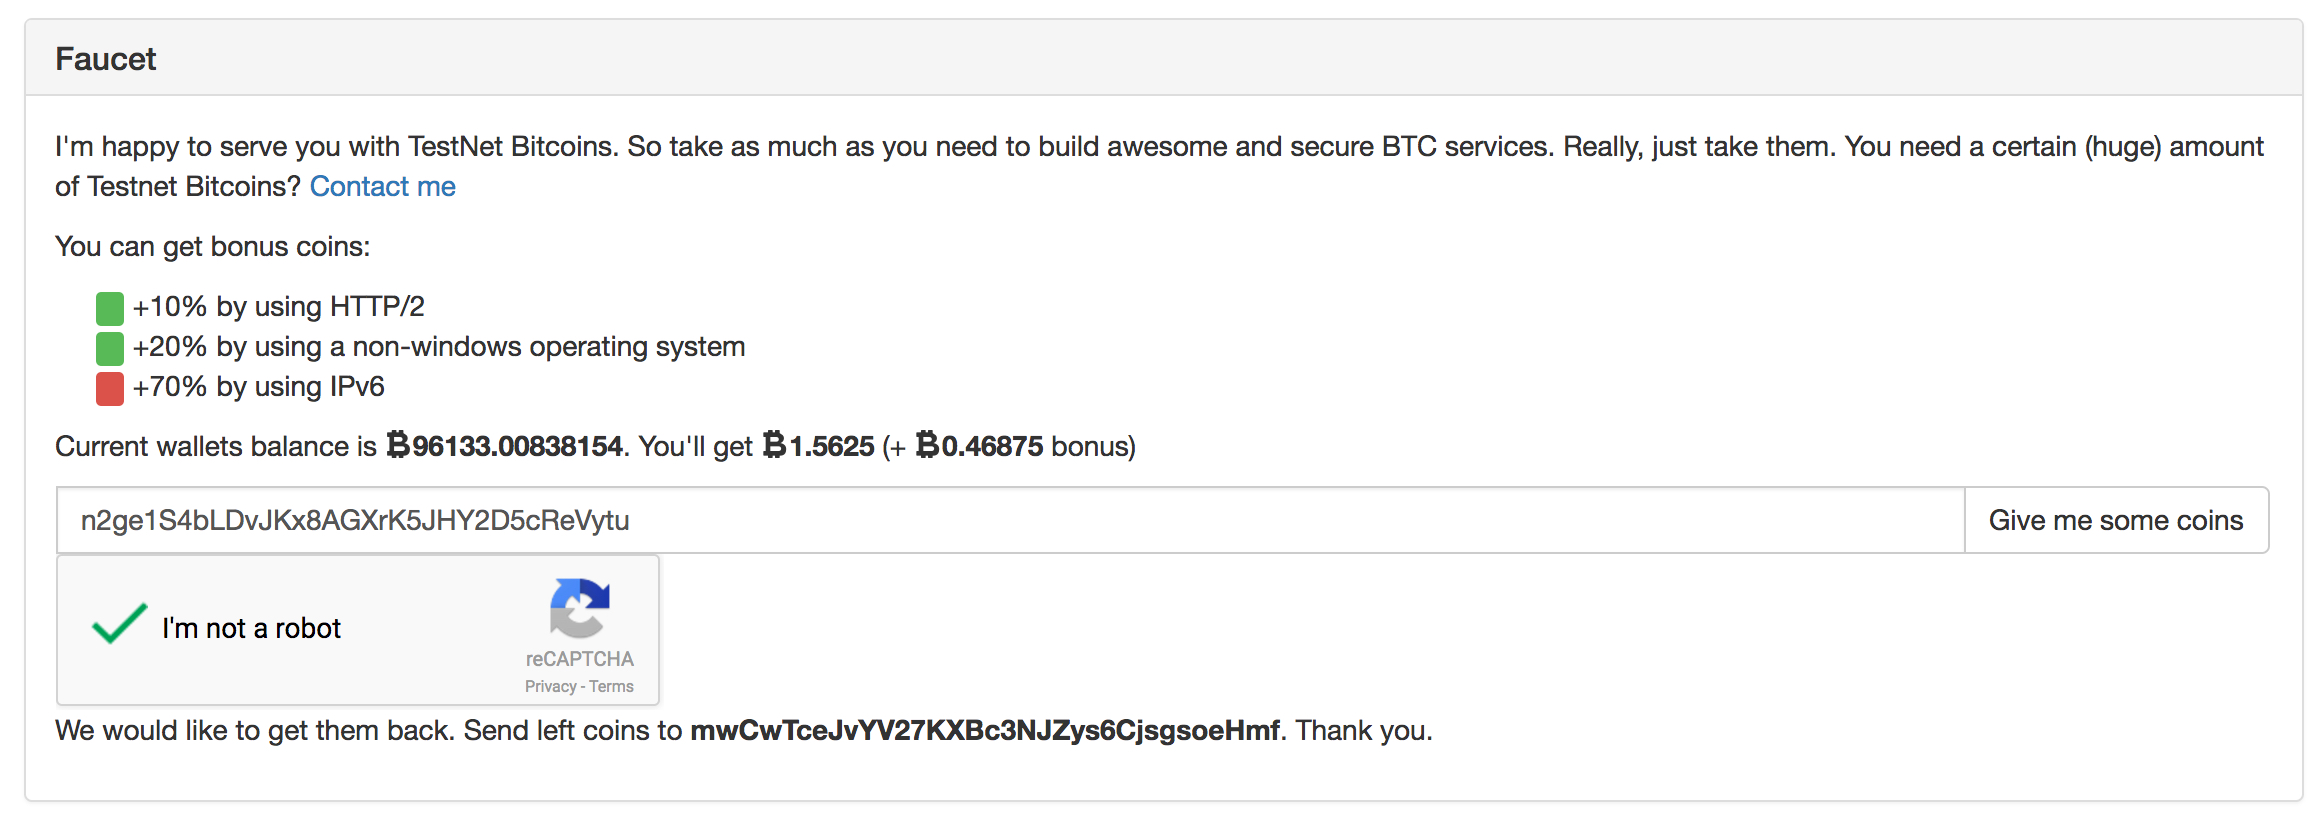 Faucet
I'm happy to serve you with TestNet Bitcoins. So take as much as you need to build awesome and secure BTC services. Really, just take them. You need a certain (huge) amount
of Testnet Bitcoins? Contact me
You can get bonus coins:
+10% by using HTTP/2
+20% by using a non-windows operating system
+70% by using IPv6
Current wallets balance is ₿96133.00838154. You'll get ₿1.5625 (+ ₿0.46875 bonus)
n2ge1S4bLDvJKx8AGXrK5JHY2D5cReVytu
Give me some coins
I'm not a robot
reCAPTCHA
Privacy - Terms
We would like to get them back. Send left coins to mwCwTceJvYV27KXBc3NJZys6CjsgsoeHmf. Thank you.